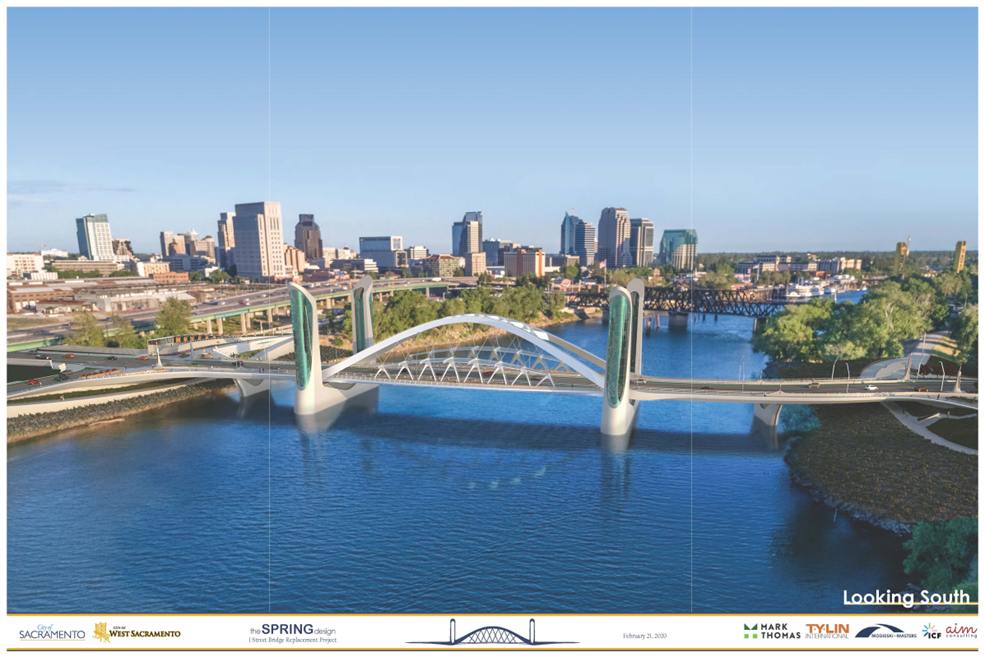 Looking South
City of
SACRAMENTO
CITY OF
WEST SACRAMENTO
the SPRING design
I Street Bridge Replacement Project
February 21, 2020
MARK
THOMAS
TYLIN
INTERNATIONAL
MODJESKI AND MASTERS
ICF
aim
consulting